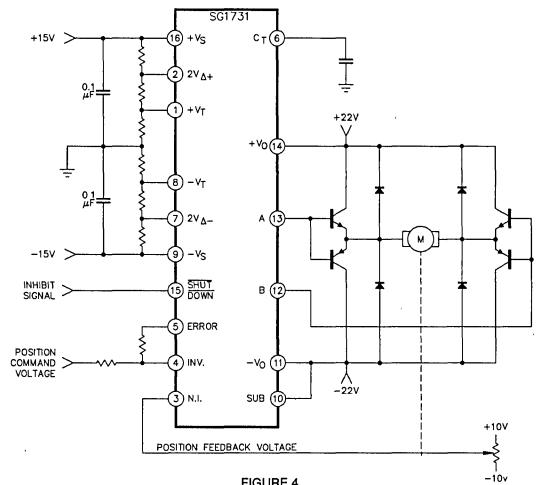 SG1731
+15V
16 +VS
CT 6
2 2VΔ+
0.1
μF
1 +VT
+22V
+VO 14
8 -VT
0 1
μF
7 2VΔ-
A 13
M
-15V
9 -VS
INHIBIT
SIGNAL
15 SHUT
DOWN
B 12
5 ERROR
POSITION
COMMAND
VOLTAGE
4 INV.
-VO 11
-22V
3 N.I.
SUB 10
POSITION FEEDBACK VOLTAGE
+10V
-10v
FIGURE 4